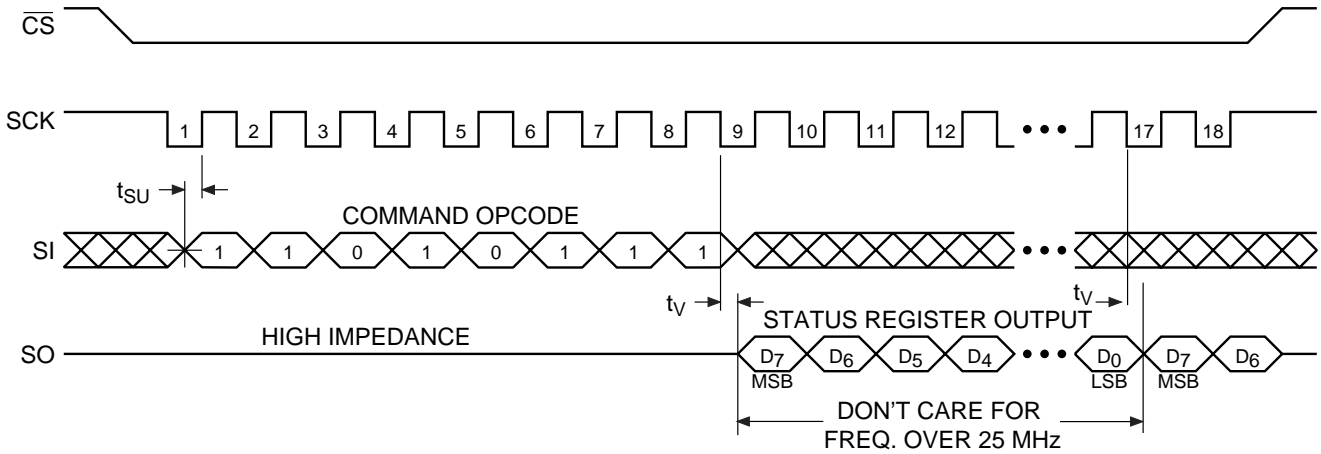 CS
SCK 1 2 3 4 5 6 7 8 9 10 11 12 ••• 17 18
tSU
COMMAND OPCODE
SI 1 1 0 1 0 1 1 1 •••
tV tV
STATUS REGISTER OUTPUT
HIGH IMPEDANCE
SO D7 D6 D5 D4 ••• D0 D7 D6
MSB LSB MSB
DON'T CARE FOR
FREQ. OVER 25 MHz